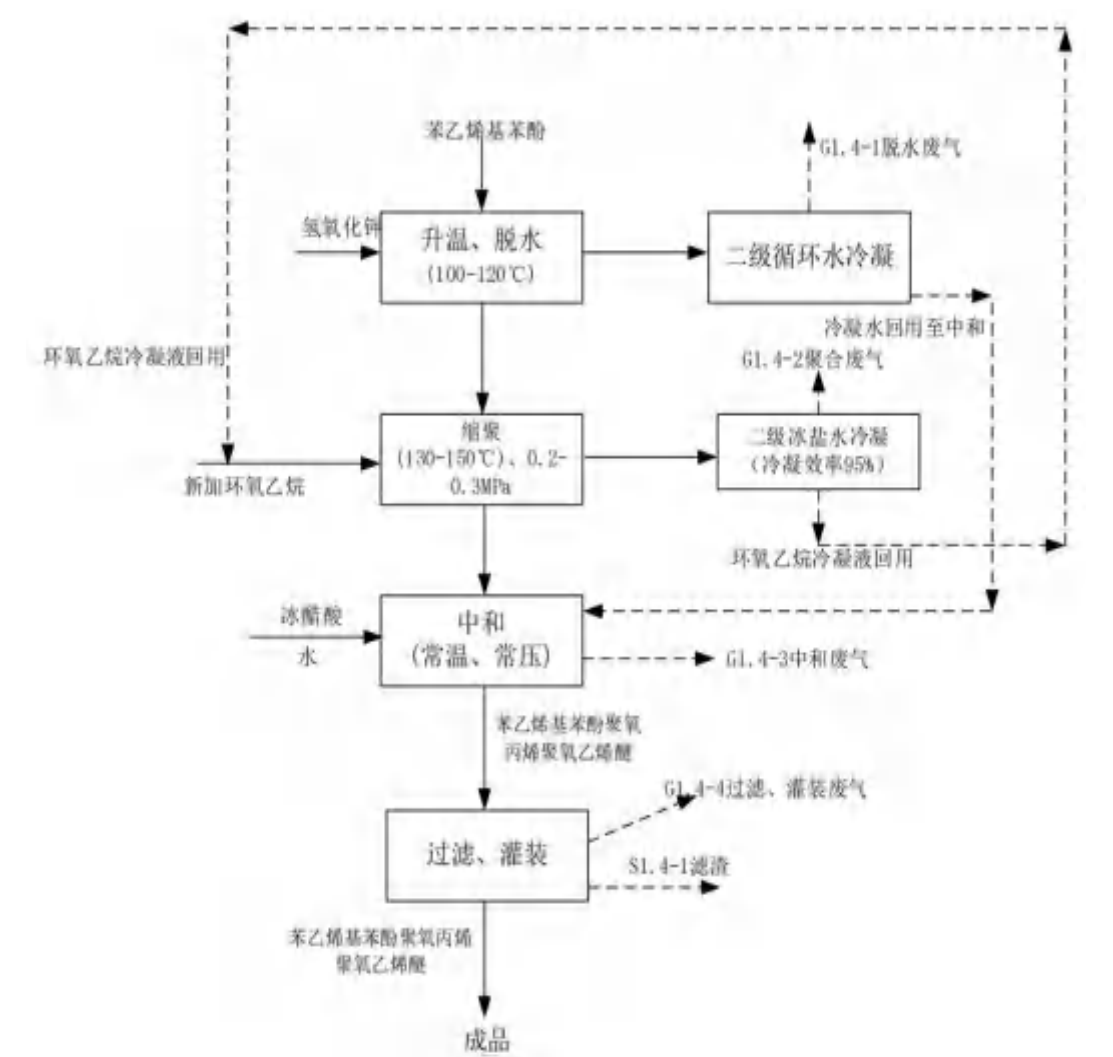 苯乙烯基苯酚
G1.4-1脱水废气
氢氧化钾
升温、脱水
(100-120℃)
二级循环水冷凝
冷凝水回用至中和
环氧乙烷冷凝液回用
G1.4-2聚合废气
缩聚
(130-150℃)、0.2-
0.3MPa
二级冰盐水冷凝
(冷凝效率95%)
新加环氧乙烷
环氧乙烷冷凝液回用
冰醋酸
水
中和
(常温、常压)
G1.4-3中和废气
苯乙烯基苯酚聚氧
丙烯聚氧乙烯醚
G1.4-4过滤、灌装废气
过滤、灌装
S1.4-1滤渣
苯乙烯基苯酚聚氧丙烯
聚氧乙烯醚
成品